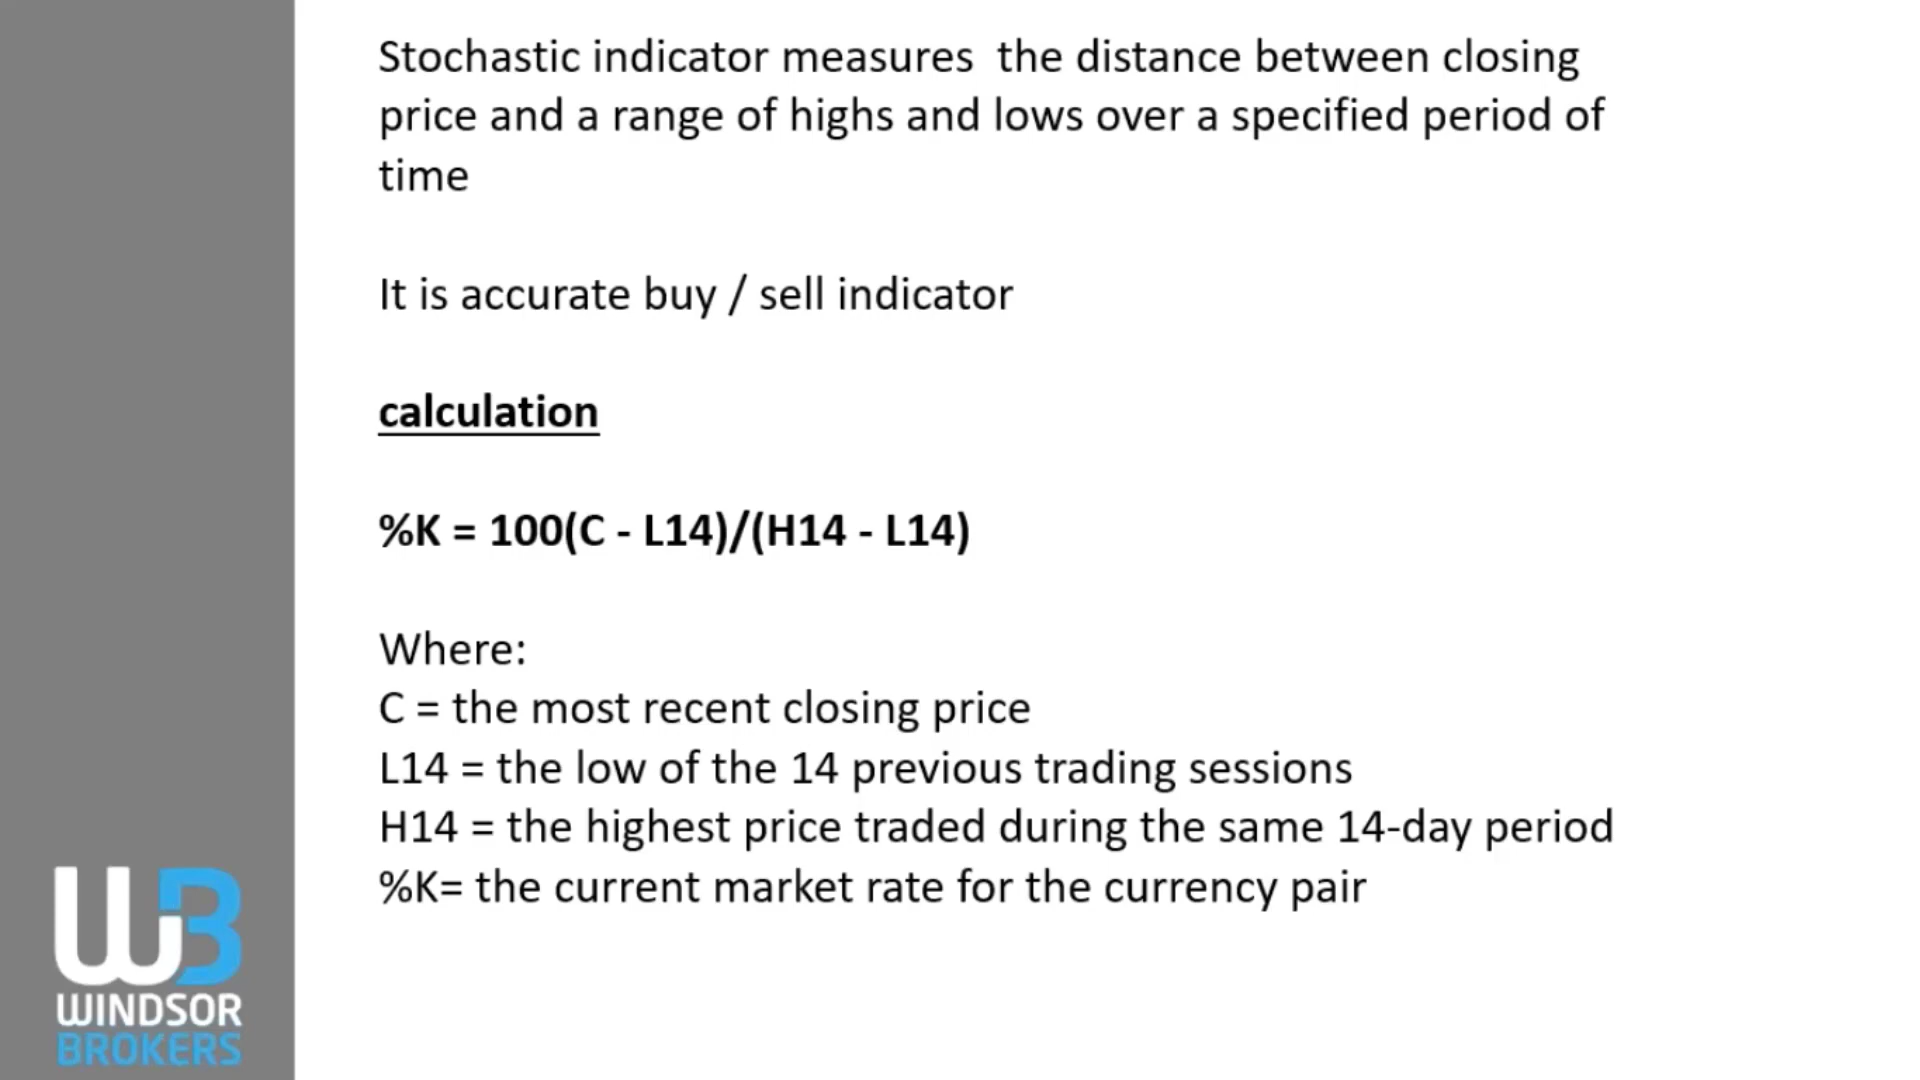 Stochastic indicator measures  the distance between closing
price and a range of highs and lows over a specified period of
time
It is accurate buy / sell indicator
calculation
%K = 100(C - L14)/(H14 - L14)
Where:
C = the most recent closing price
L14 = the low of the 14 previous trading sessions
H14 = the highest price traded during the same 14-day period
%K= the current market rate for the currency pair
WB
WINDSOR
BROKERS